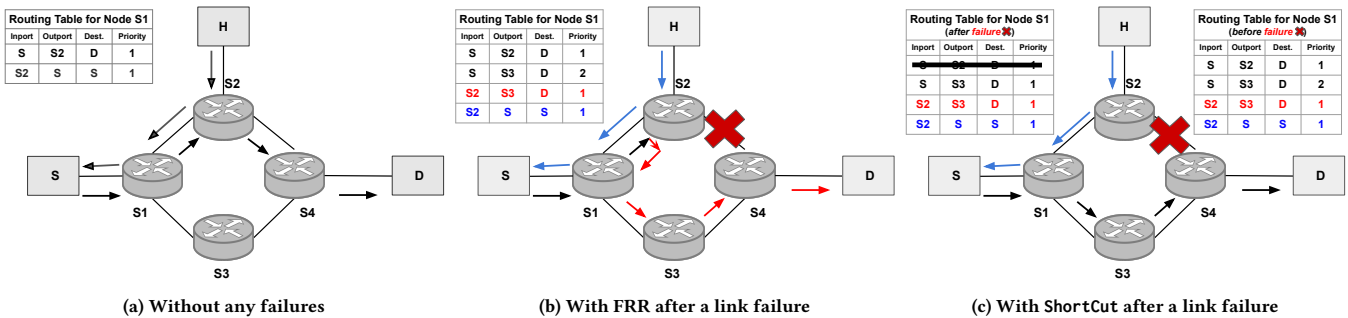 Routing Table for Node S1
Inport Outport Dest. Priority
S S2 D 1
S2 S S 1
H
S2
S
S1
S4
D
S3
(a) Without any failures
Routing Table for Node S1
Inport Outport Dest. Priority
S S2 D 1
S S3 D 2
S2 S3 D 1
S2 S S 1
H
S2
S
S1
S4
D
S3
(b) With FRR after a link failure
Routing Table for Node S1
(after failure ✖)
Inport Outport Dest. Priority
S S2 D 1
S S3 D 1
S2 S3 D 1
S2 S S 1
H
S2
Routing Table for Node S1
(before failure ✖)
Inport Outport Dest. Priority
S S2 D 1
S S3 D 2
S2 S3 D 1
S2 S S 1
S
S1
S4
D
S3
(c) With ShortCut after a link failure